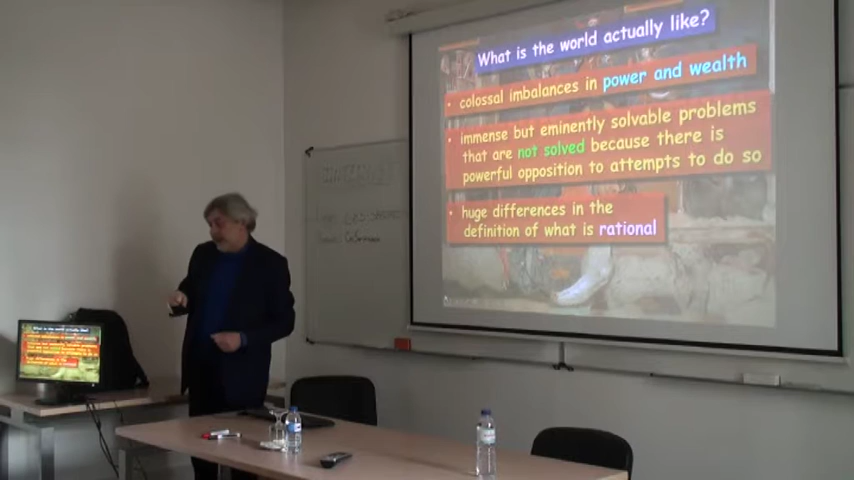 What is the world actually like?
• colossal imbalances in power and wealth
• immense but eminently solvable problems
that are not solved because there is
powerful opposition to attempts to do so
• huge differences in the
definition of what is rational